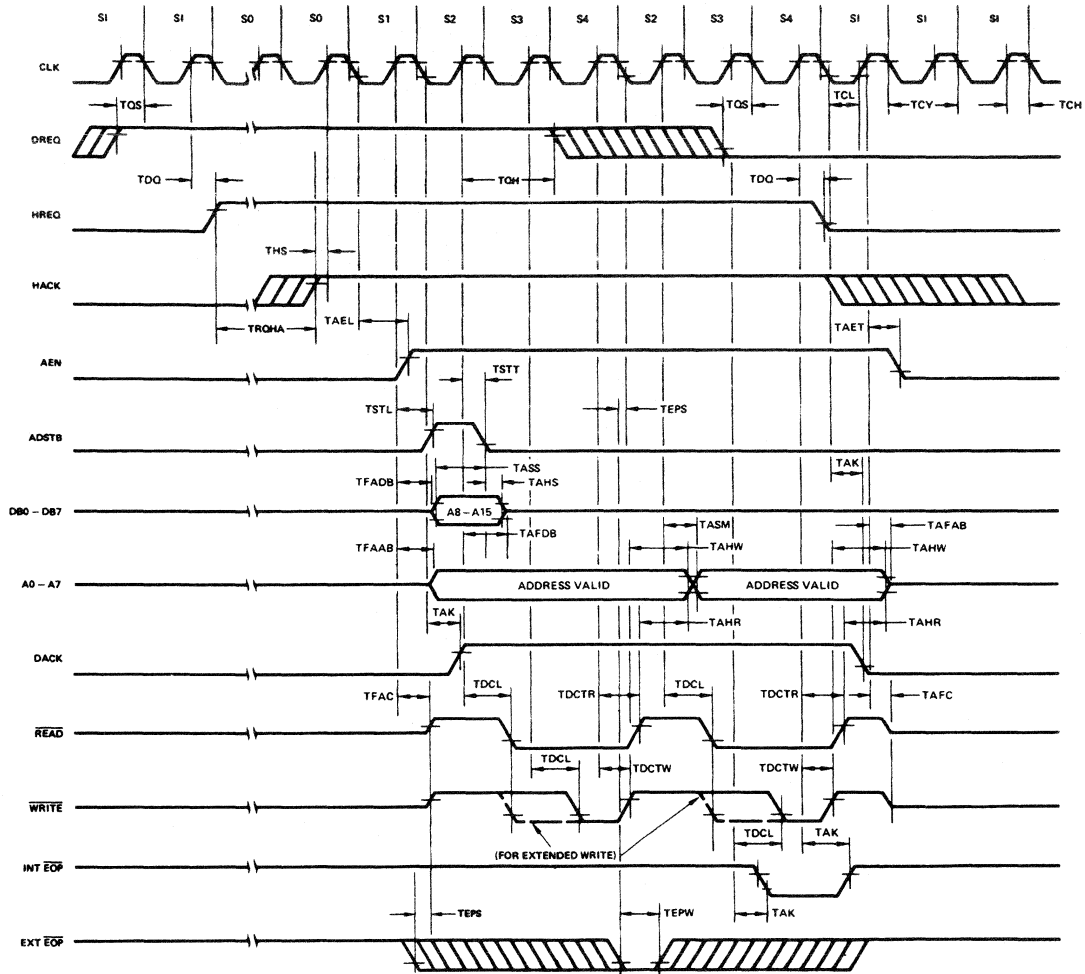 SI SI S0 S0 S1 S2 S3 S4 S2 S3 S4 SI SI SI
CLK
TQS TQS TCL TCY TCH
DREQ
TDQ TQH TDQ
HREQ
THS
HACK
TRQHA TAEL TAET
AEN
TSTT
TSTL TEPS
ADSTB
TASS TAK
TFADB TAHS
DB0 – DB7 A8 – A15
TASM TAFAB
TFAAB TAFDB TAHW TAHW
A0 – A7 ADDRESS VALID ADDRESS VALID
TAK TAHR TAHR
DACK
TFAC TDCL TDCTR TDCL TDCTR TAFC
READ
TDCL TDCTW TDCTW
WRITE
(FOR EXTENDED WRITE) TDCL TAK
INT EOP
TEPS TEPW TAK
EXT EOP